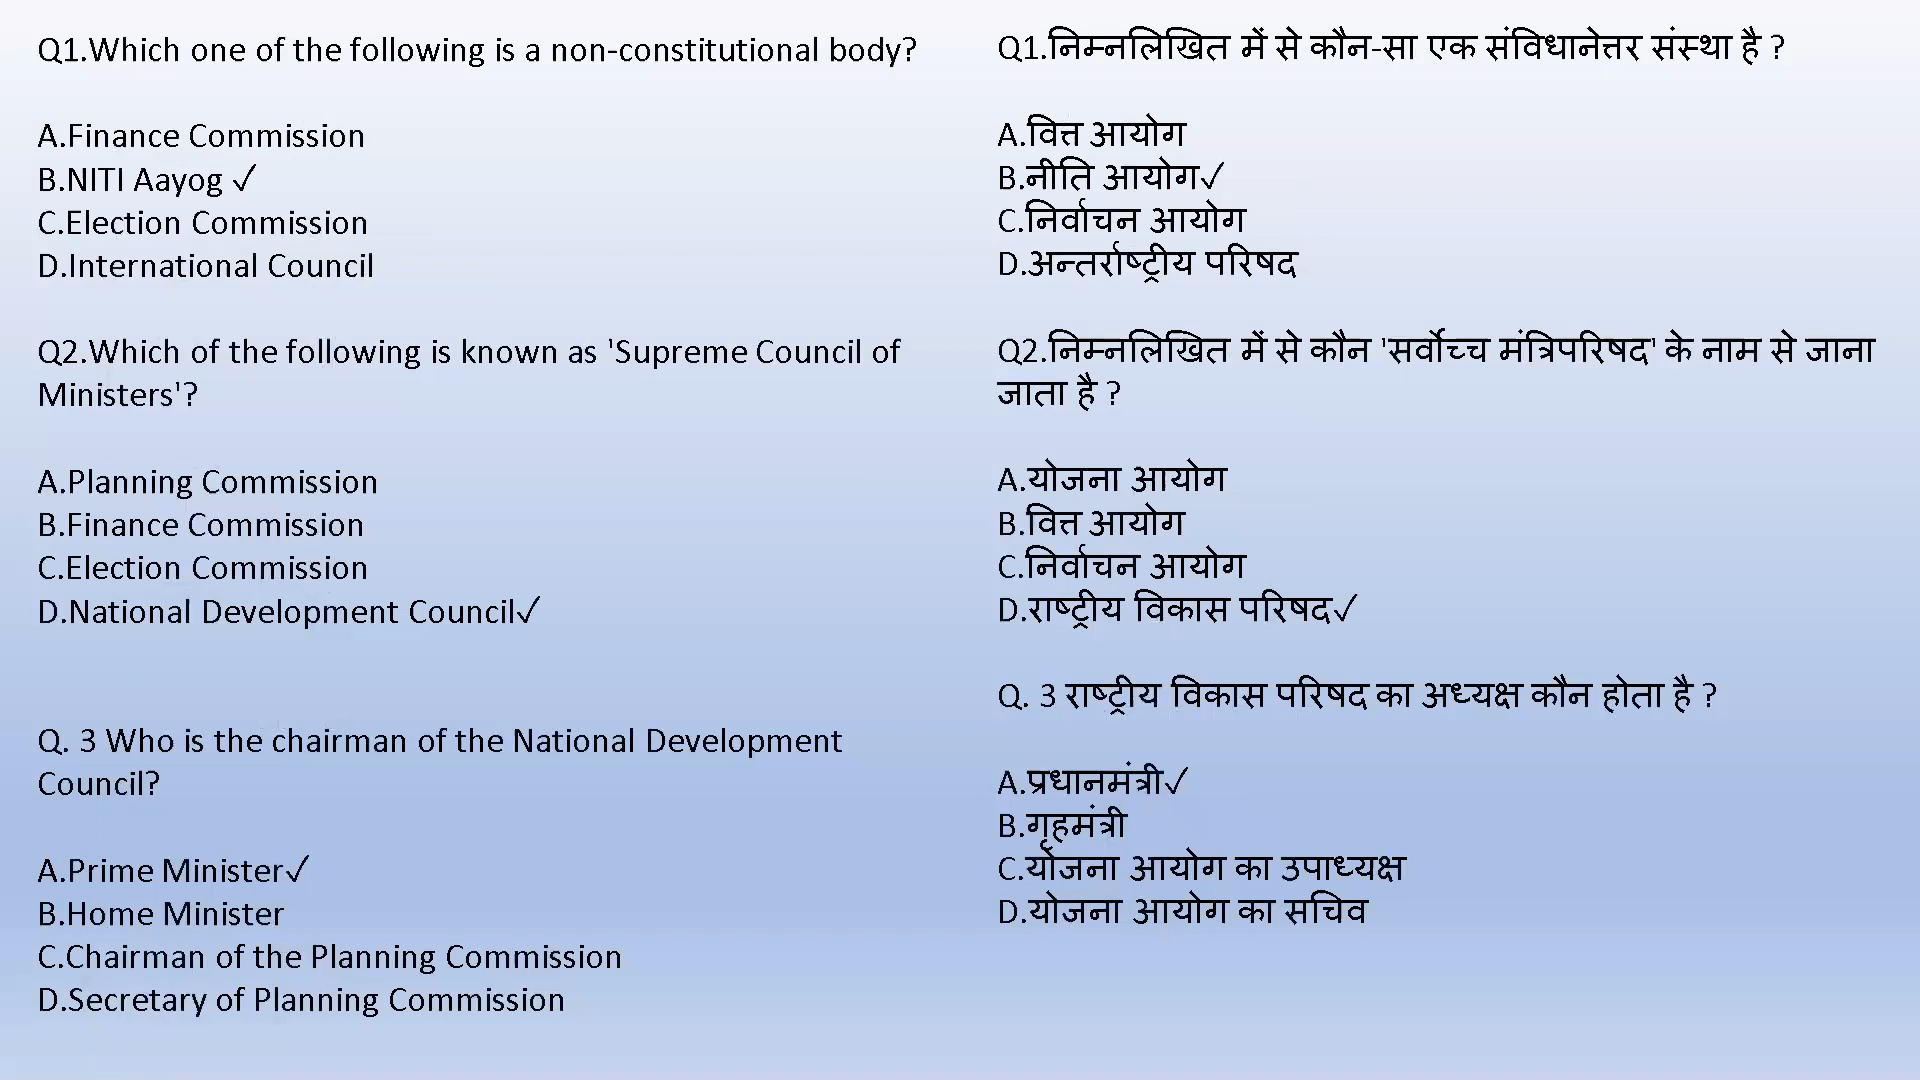 Q1.Which one of the following is a non-constitutional body?
A.Finance Commission
B.NITI Aayog ✓
C.Election Commission
D.International Council
Q2.Which of the following is known as 'Supreme Council of
Ministers'?
A.Planning Commission
B.Finance Commission
C.Election Commission
D.National Development Council✓
Q. 3 Who is the chairman of the National Development
Council?
A.Prime Minister✓
B.Home Minister
C.Chairman of the Planning Commission
D.Secretary of Planning Commission
Q1.निम्नलिखित में से कौन-सा एक संविधानेत्तर संस्था है ?
A.वित्त आयोग
B.नीति आयोग✓
C.निर्वाचन आयोग
D.अन्तर्राष्ट्रीय परिषद
Q2.निम्नलिखित में से कौन 'सर्वोच्च मंत्रिपरिषद' के नाम से जाना
जाता है ?
A.योजना आयोग
B.वित्त आयोग
C.निर्वाचन आयोग
D.राष्ट्रीय विकास परिषद✓
Q. 3 राष्ट्रीय विकास परिषद का अध्यक्ष कौन होता है ?
A.प्रधानमंत्री✓
B.गृहमंत्री
C.योजना आयोग का उपाध्यक्ष
D.योजना आयोग का सचिव